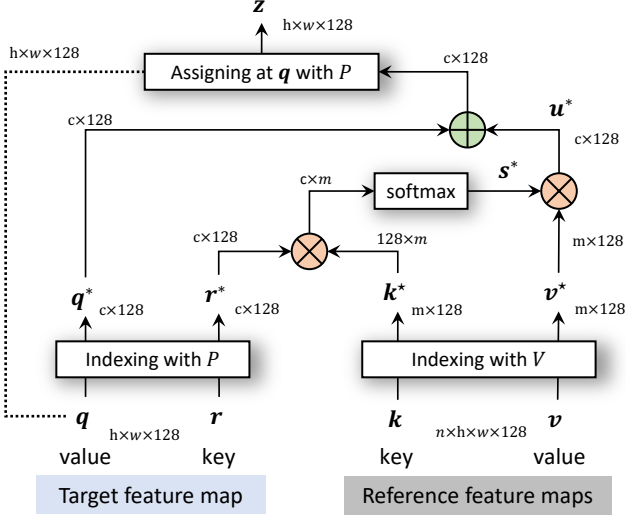 z
h×w×128
h×w×128
Assigning at q with P
c×128
c×128
u*
c×128
c×m
softmax
s*
c×128
128×m
m×128
q*
c×128
r*
c×128
k*
m×128
v*
m×128
Indexing with P
Indexing with V
q
h×w×128
r
k
n×h×w×128
v
value
key
key
value
Target feature map
Reference feature maps